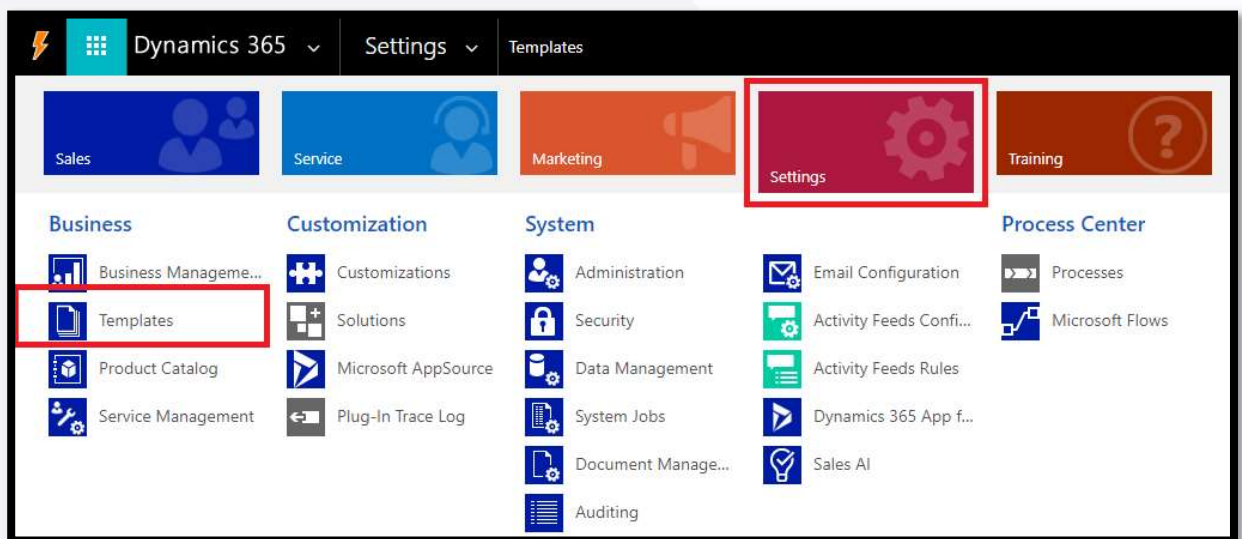 Dynamics 365 Settings Templates
Sales Service Marketing Settings Training
Business Customization System Process Center
Business Manageme... Customizations Administration Email Configuration Processes
Templates Solutions Security Activity Feeds Confi... Microsoft Flows
Product Catalog Microsoft AppSource Data Management Activity Feeds Rules
Service Management Plug-In Trace Log System Jobs Dynamics 365 App f...
Document Manage... Sales AI
Auditing